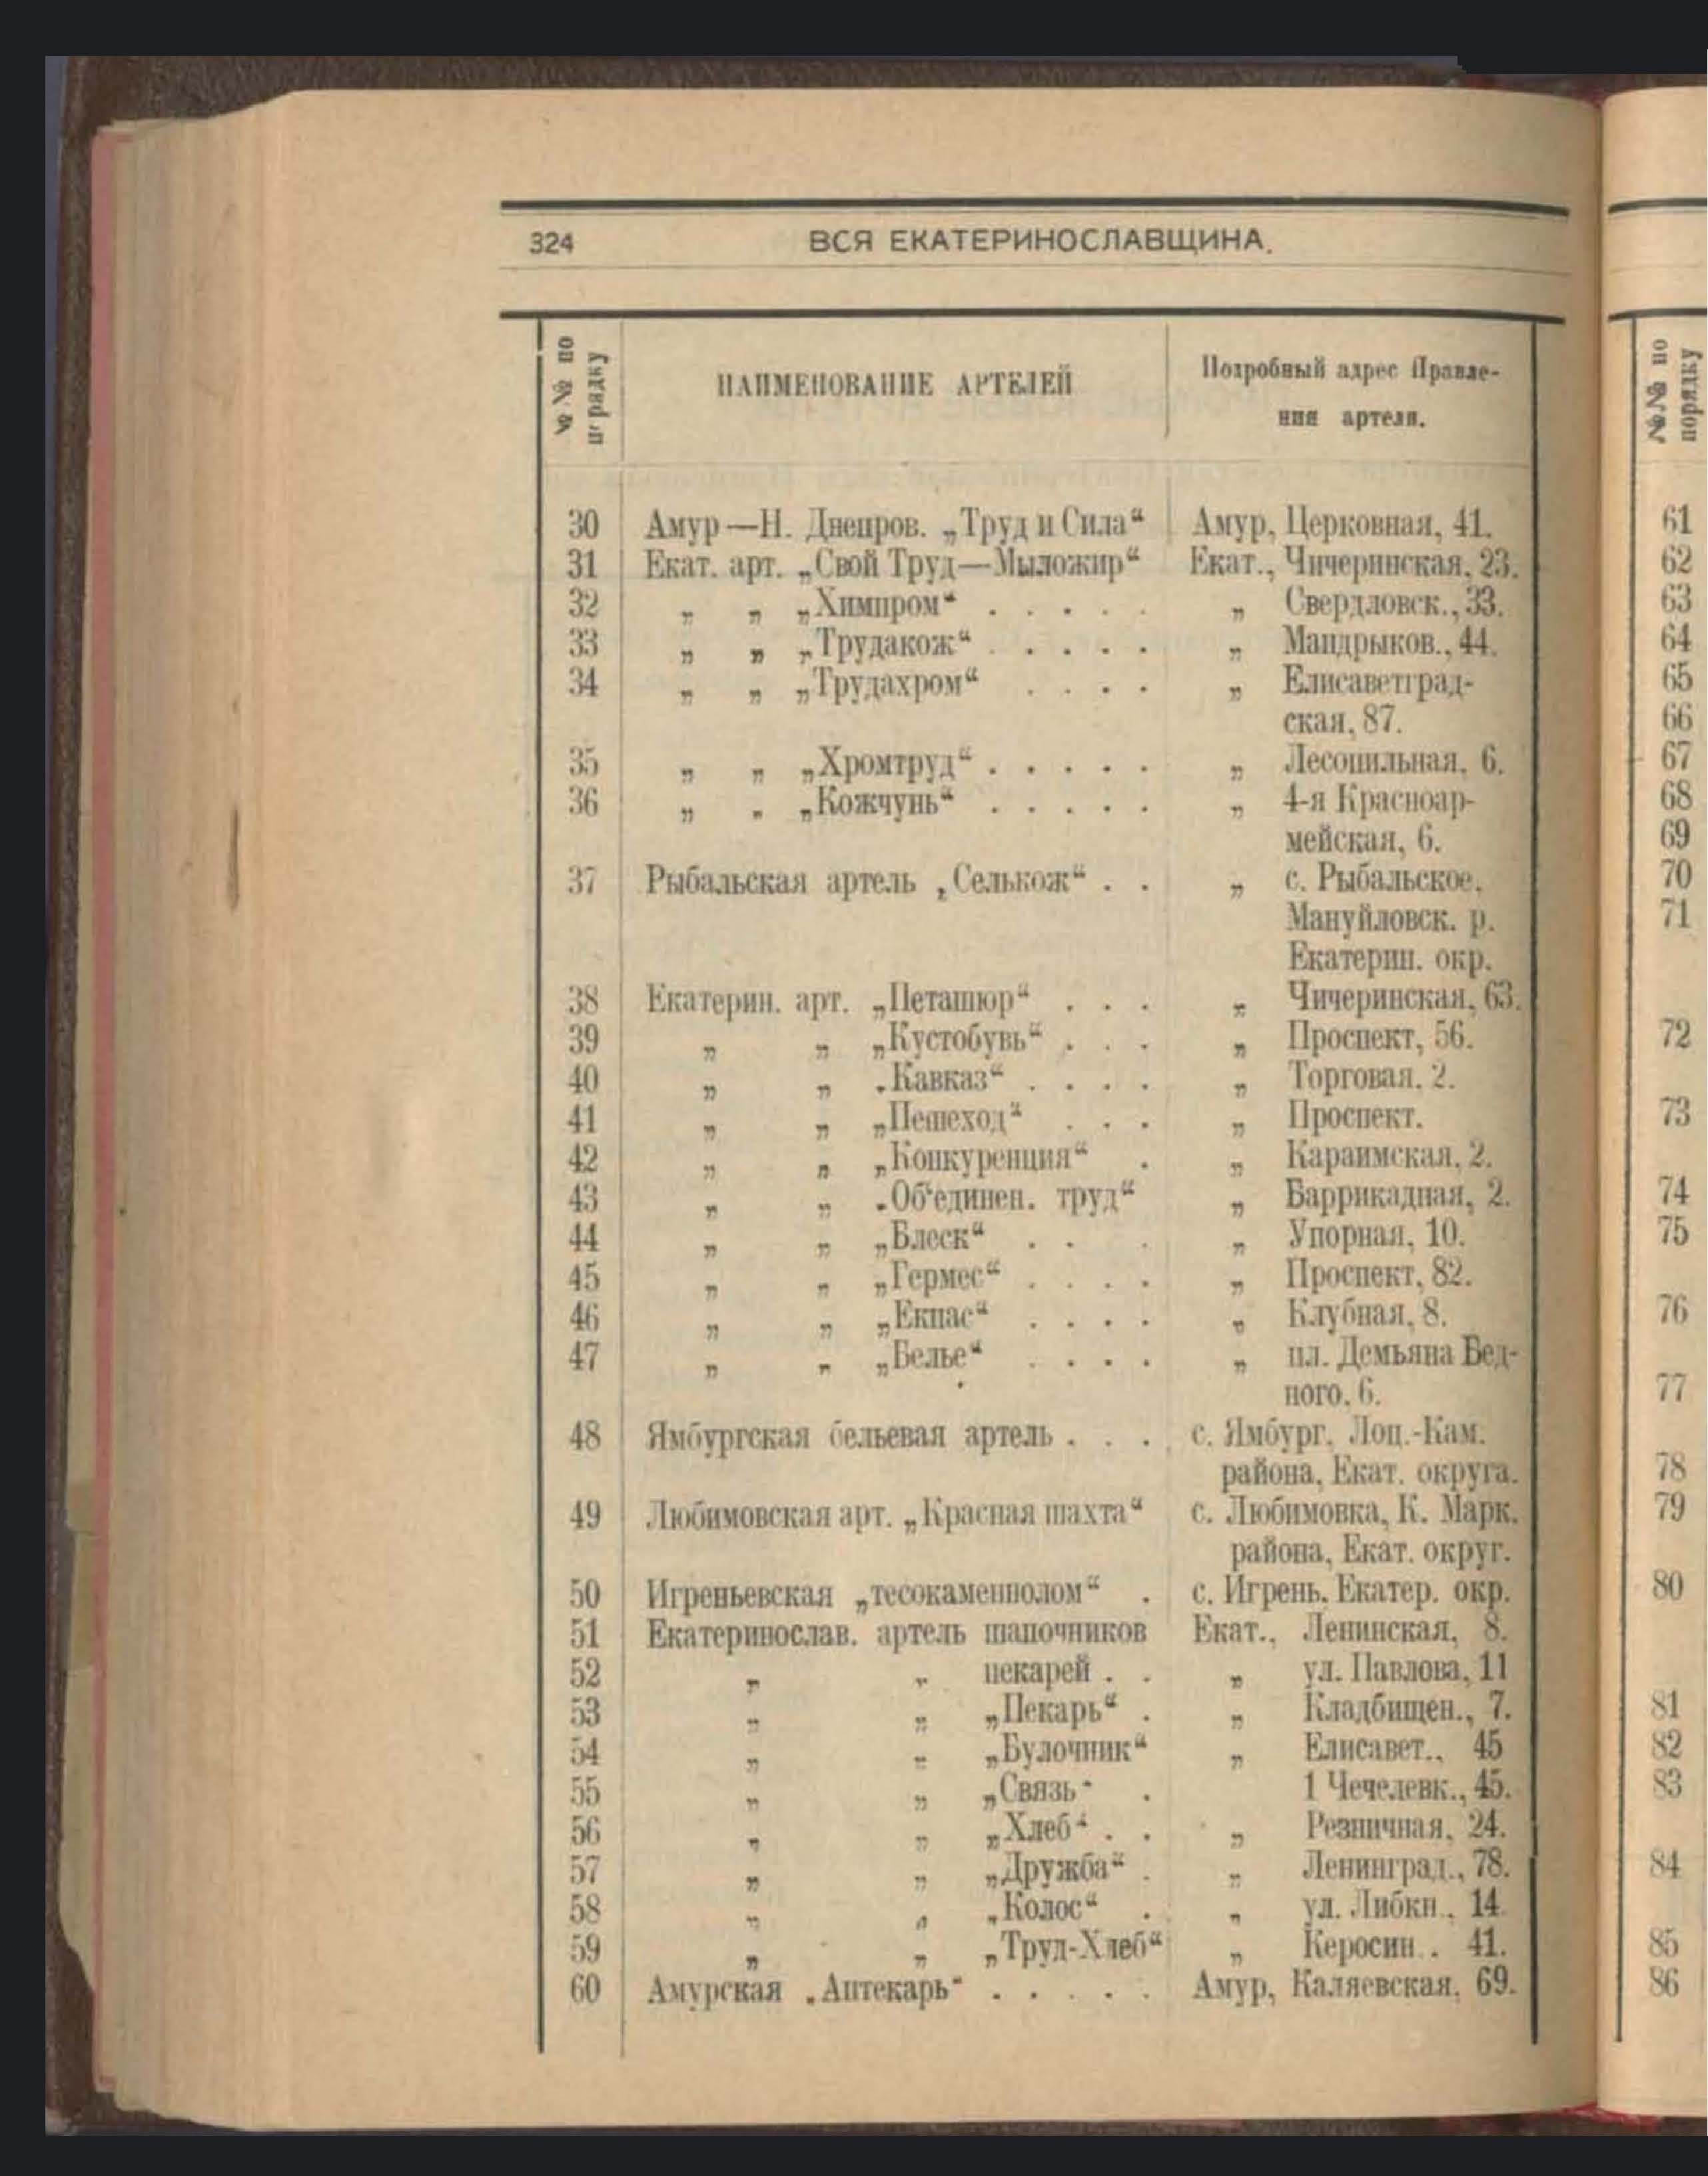 324 ВСЯ ЕКАТЕРИНОСЛАВЩИНА.
№№ по порядку
НАИМЕНОВАНИЕ АРТЕЛЕЙ
Подробный адрес Правле-
ния артели.
30 Амур—Н. Днепров. „Труд и Сила“ Амур, Церковная, 41.
31 Екат. арт. „Свой Труд—Мыложир“ Екат., Чичеринская, 23.
32 „ „ „Химпром“ . . . . . „ Свердловск., 33.
33 „ „ „Трудакож“ . . . . . „ Мандрыков., 44.
34 „ „ „Трудахром“ . . . . „ Елисаветград-
ская, 87.
35 „ „ „Хромтруд“ . . . . . „ Лесопильная, 6.
36 „ „ „Кожчунь“ . . . . . „ 4-я Красноар-
мейская, 6.
37 Рыбальская артель „Селькож“ . . „ с. Рыбальское,
Мануйловск. р.
Екатерин. окр.
38 Екатерин. арт. „Петашюр“ . . . „ Чичеринская, 63.
39 „ „ „Кустобувь“ . . . „ Проспект, 56.
40 „ „ „Кавказ“ . . . . „ Торговая, 2.
41 „ „ „Пешеход“ . . . „ Проспект.
42 „ „ „Конкуренция“ . „ Караимская, 2.
43 „ „ „Об‘единен. труд“ „ Баррикадная, 2.
44 „ „ „Блеск“ . . . „ Упорная, 10.
45 „ „ „Гермес“ . . . . „ Проспект, 82.
46 „ „ „Екпас“ . . . . „ Клубная, 8.
47 „ „ „Белье“ . . . . „ пл. Демьяна Бед-
ного, 6.
48 Ямбургская бельевая артель . . . с. Ямбург, Лоц.-Кам.
района, Екат. округа.
49 Любимовская арт. „Красная шахта“ с. Любимовка, К. Марк.
района, Екат. округ.
50 Игреньевская „тесокаменнолом“ . с. Игрень, Екатер. окр.
51 Екатеринослав. артель шапочников Екат., Ленинская, 8.
52 „ „ пекарей . . „ ул. Павлова, 11
53 „ „ „Пекарь“ . „ Кладбищен., 7.
54 „ „ „Булочник“ „ Елисавет., 45
55 „ „ „Связь“ . 1 Чечелевк., 45.
56 „ „ „Хлеб“ . . „ Резничная, 24.
57 „ „ „Дружба“ . „ Ленинград., 78.
58 „ „ „Колос“ . „ ул. Либкн., 14.
59 „ „ „Труд-Хлеб“ „ Керосин.. 41.
60 Амурская „Аптекарь“ . . . . . Амур, Каляевская, 69.
№№ по порядку
61
62
63
64
65
66
67
68
69
70
71
72
73
74
75
76
77
78
79
80
81
82
83
84
85
86